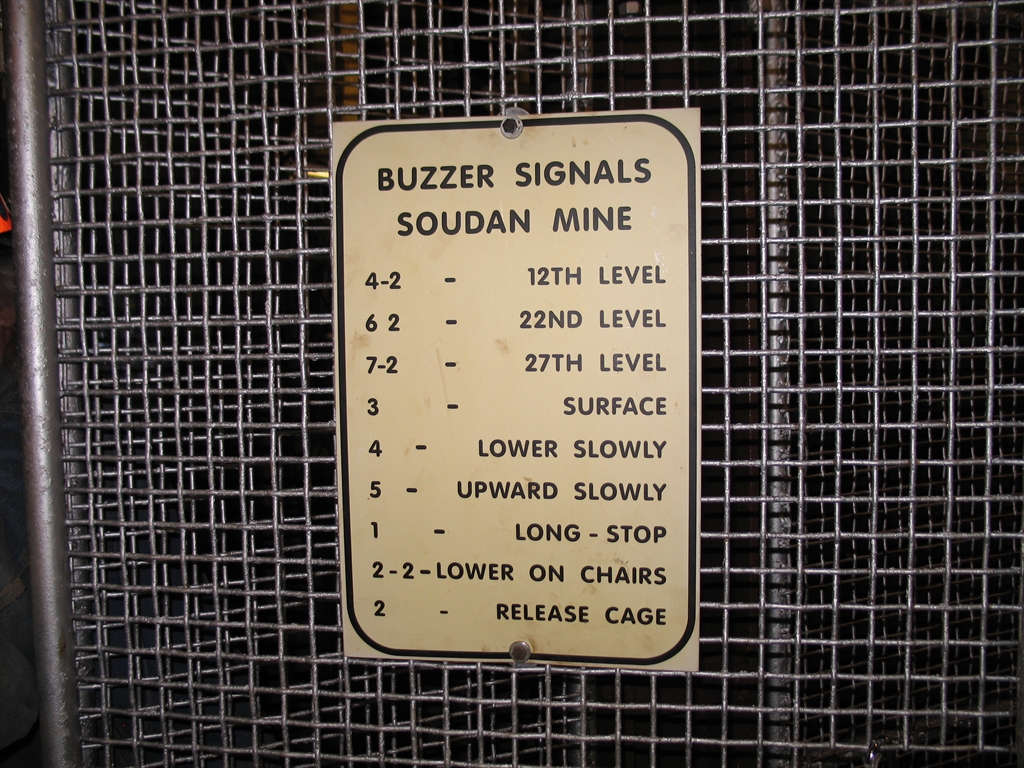 BUZZER SIGNALS
SOUDAN MINE
4-2 - 12TH LEVEL
6 2 - 22ND LEVEL
7-2 - 27TH LEVEL
3 - SURFACE
4 - LOWER SLOWLY
5 - UPWARD SLOWLY
1 - LONG - STOP
2-2-LOWER ON CHAIRS
2 - RELEASE CAGE